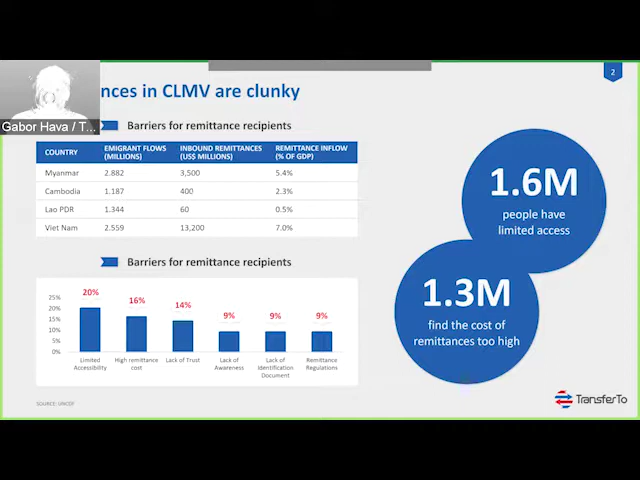 2
nces in CLMV are clunky
Gabor Hava / T...
Barriers for remittance recipients
COUNTRY EMIGRANT FLOWS (MILLIONS) INBOUND REMITTANCES (US$ MILLIONS) REMITTANCE INFLOW (% OF GDP)
Myanmar 2.882 3,500 5.4%
Cambodia 1.187 400 2.3%
Lao PDR 1.344 60 0.5%
Viet Nam 2.559 13,200 7.0%
1.6M
people have
limited access
Barriers for remittance recipients
25%
20%
15%
10%
5%
0%
20% 16% 14% 9% 9% 9%
Limited Accessibility
High remittance cost
Lack of Trust
Lack of Awareness
Lack of Identification Document
Remittance Regulations
1.3M
find the cost of
remittances too high
SOURCE: UNCDF
TransferTo